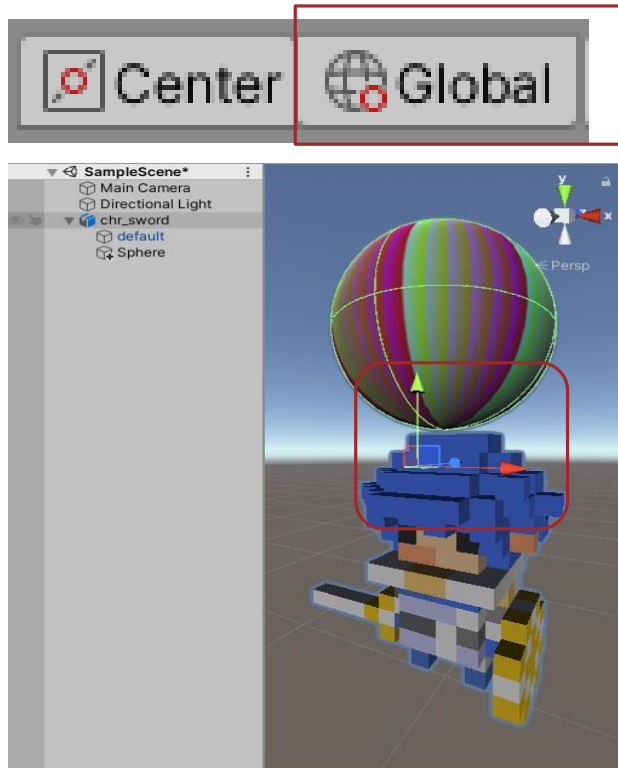 Center Global
SampleScene*
Main Camera
Directional Light
chr_sword
default
Sphere
y
x
Persp